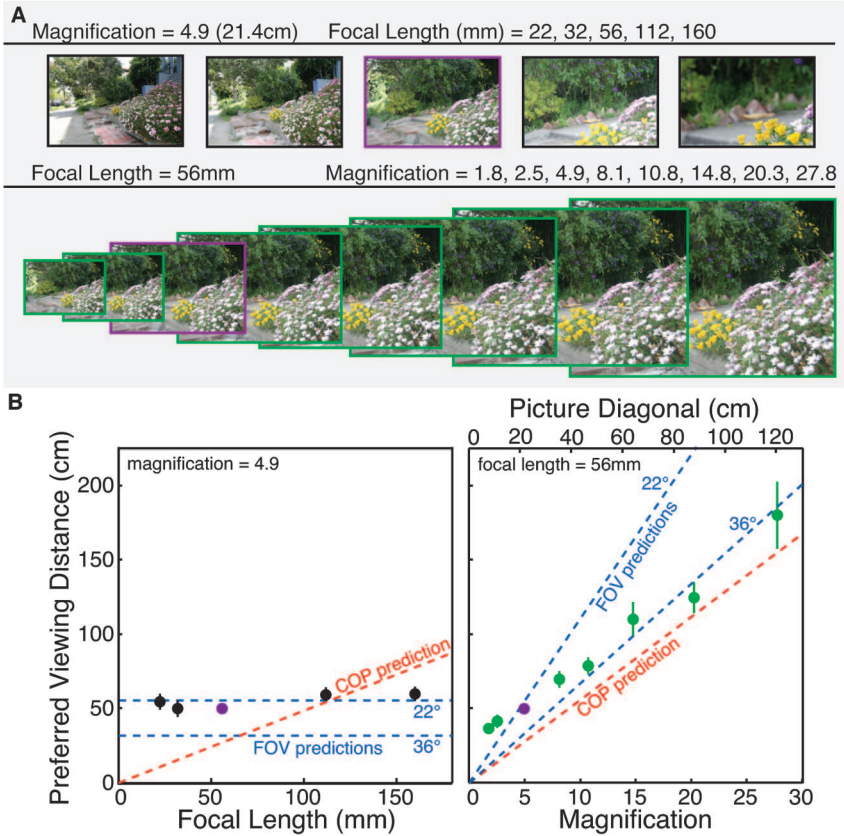 A
Magnification = 4.9 (21.4cm) Focal Length (mm) = 22, 32, 56, 112, 160
Focal Length = 56mm Magnification = 1.8, 2.5, 4.9, 8.1, 10.8, 14.8, 20.3, 27.8
B
Picture Diagonal (cm)
0 20 40 60 80 100 120
magnification = 4.9
focal length = 56mm
Preferred Viewing Distance (cm)
200
150
100
50
0
COP prediction
22°
FOV predictions 36°
22°
FOV predictions
36°
COP prediction
0 50 100 150
Focal Length (mm)
0 5 10 15 20 25 30
Magnification